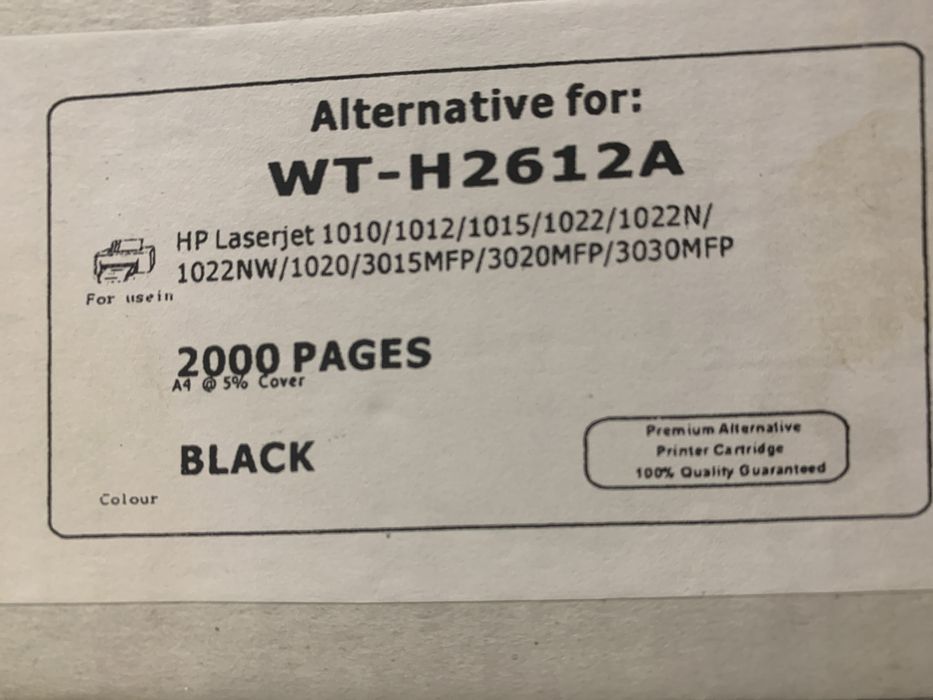 Alternative for:
WT-H2612A
HP Laserjet 1010/1012/1015/1022/1022N/
1022NW/1020/3015MFP/3020MFP/3030MFP
For usein
2000 PAGES
A4 @ 5% Cover
BLACK
Colour
Premium Alternative
Printer Cartridge
100% Quality Guaranteed